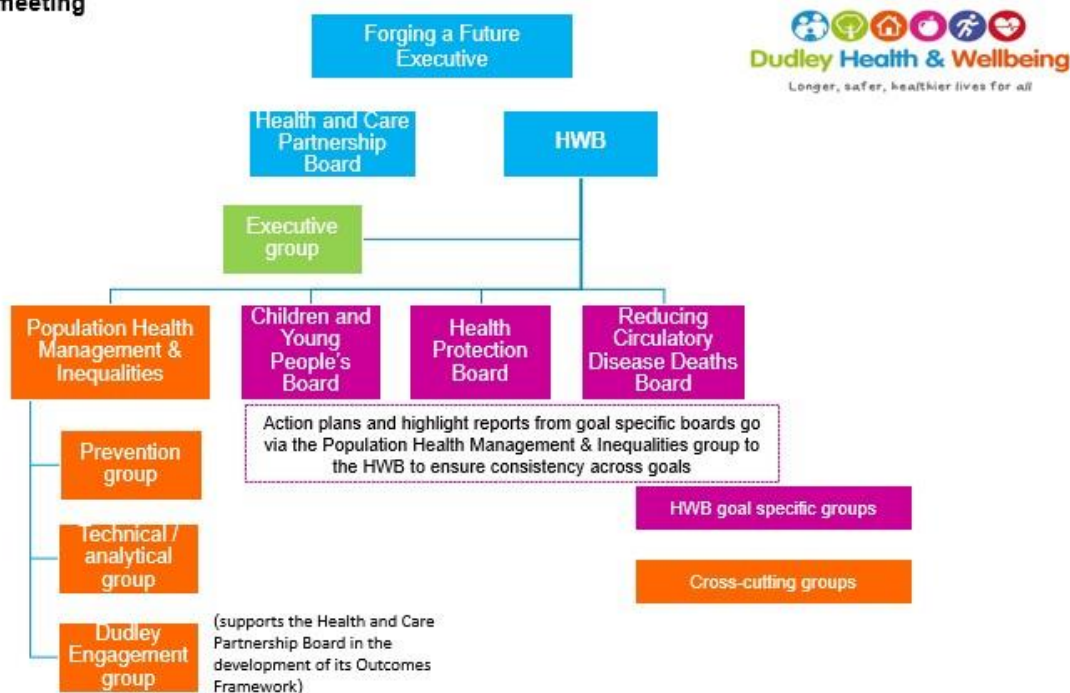 meeting
Forging a Future
Executive
Dudley Health & Wellbeing
Longer, safer, healthier lives for all
Health and Care
Partnership
Board
HWB
Executive
group
Population Health
Management &
Inequalities
Children and
Young
People's
Board
Health
Protection
Board
Reducing
Circulatory
Disease Deaths
Board
Action plans and highlight reports from goal specific boards go
via the Population Health Management & Inequalities group to
the HWB to ensure consistency across goals
Prevention
group
HWB goal specific groups
Technical /
analytical
group
Cross-cutting groups
Dudley
Engagement
group
(supports the Health and Care
Partnership Board in the
development of its Outcomes
Framework)